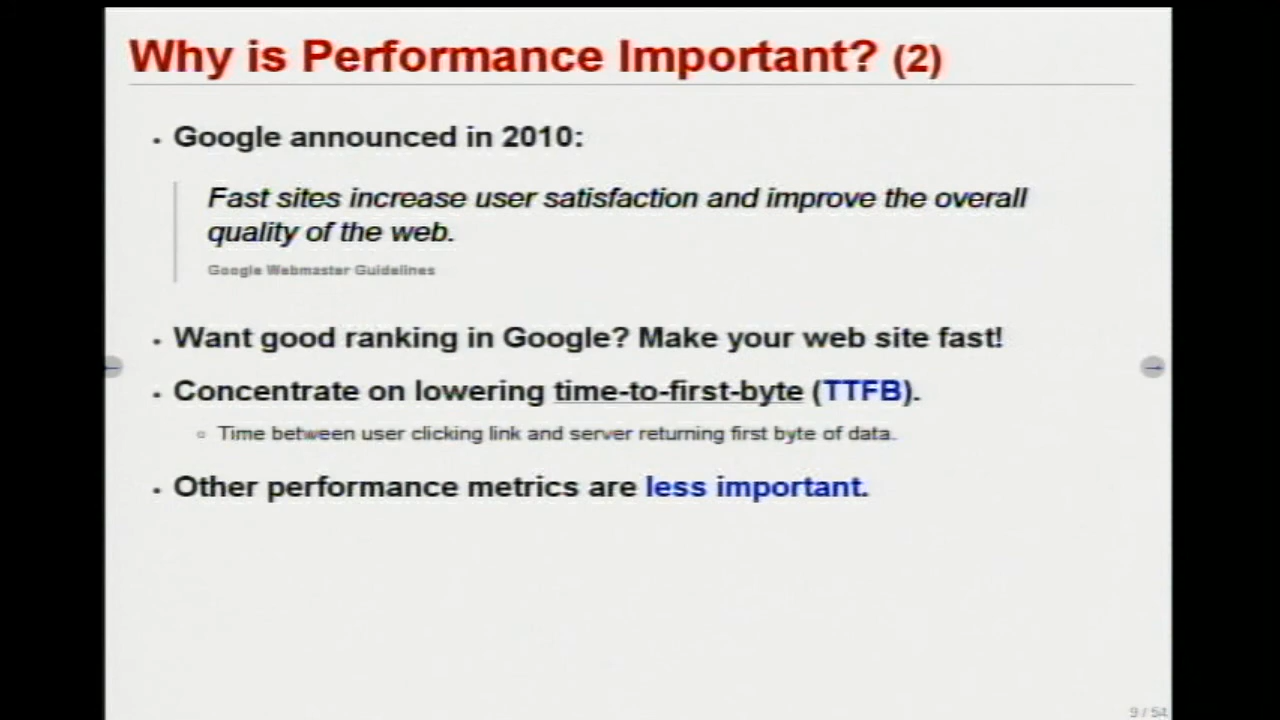 Why is Performance Important? (2)
• Google announced in 2010:
Fast sites increase user satisfaction and improve the overall
quality of the web.
Google Webmaster Guidelines
• Want good ranking in Google? Make your web site fast!
• Concentrate on lowering time-to-first-byte (TTFB).
○ Time between user clicking link and server returning first byte of data.
• Other performance metrics are less important.
9 / 54